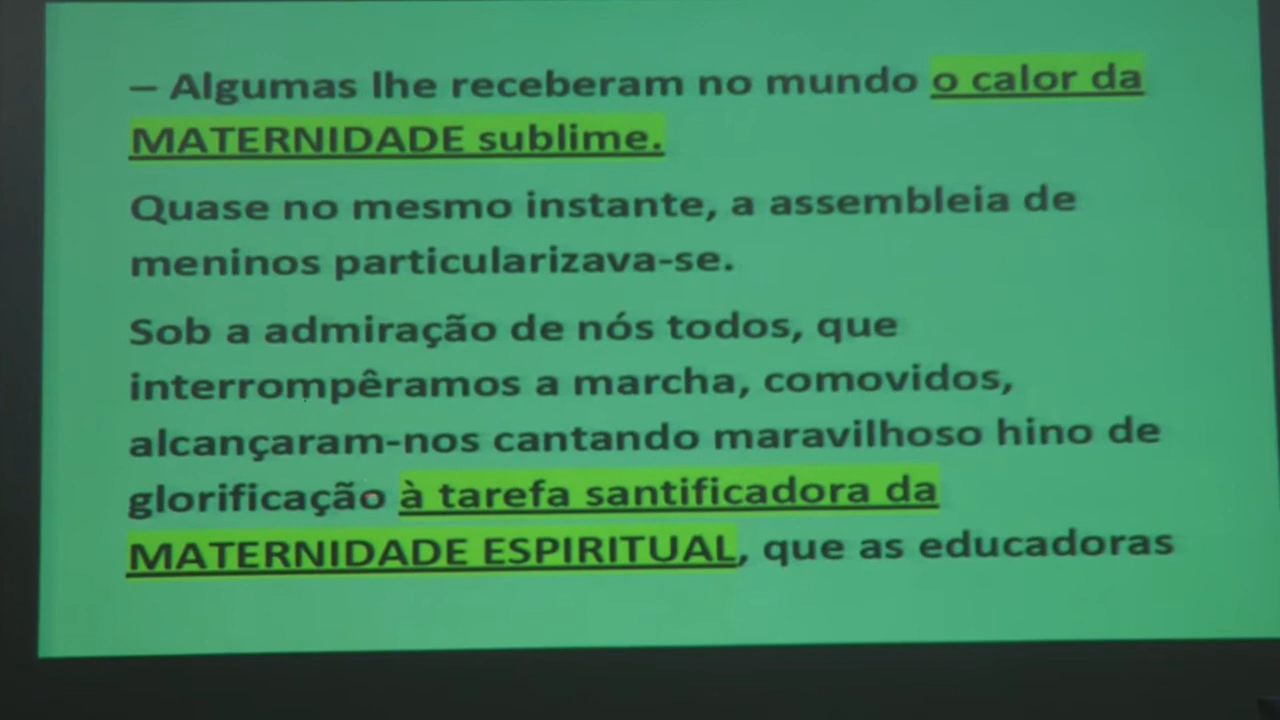 – Algumas lhe receberam no mundo o calor da
MATERNIDADE sublime.
Quase no mesmo instante, a assembleia de
meninos particularizava-se.
Sob a admiração de nós todos, que
interrompêramos a marcha, comovidos,
alcançaram-nos cantando maravilhoso hino de
glorificação à tarefa santificadora da
MATERNIDADE ESPIRITUAL, que as educadoras